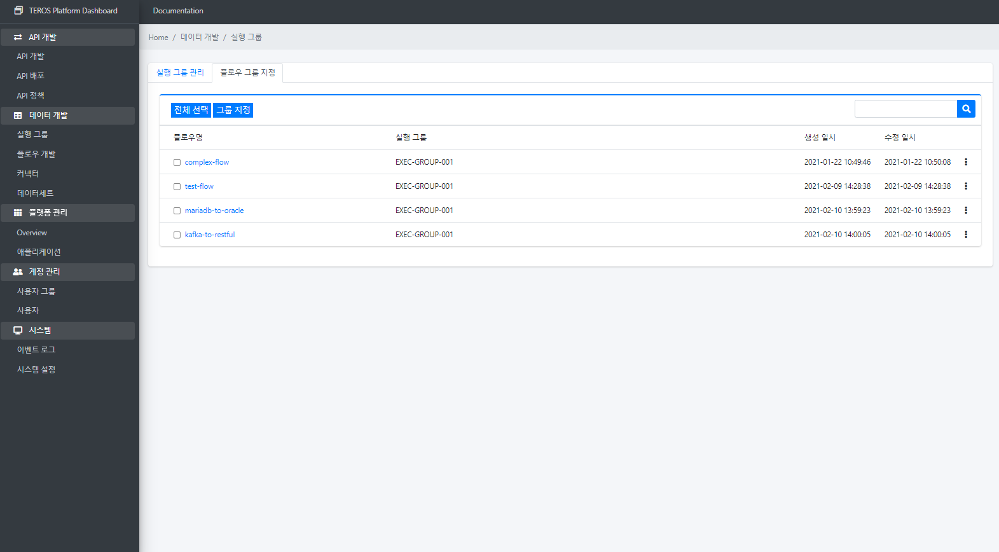 TEROS Platform Dashboard
Documentation
API 개발
API 개발
API 배포
API 정책
데이터 개발
실행 그룹
플로우 개발
커넥터
데이터세트
플랫폼 관리
Overview
애플리케이션
계정 관리
사용자 그룹
사용자
시스템
이벤트 로그
시스템 설정
Home / 데이터 개발 / 실행 그룹
실행 그룹 관리 플로우 그룹 지정
전체 선택 그룹 지정
플로우명 실행 그룹 생성 일시 수정 일시
complex-flow EXEC-GROUP-001 2021-01-22 10:49:46 2021-01-22 10:50:08
test-flow EXEC-GROUP-001 2021-02-09 14:28:38 2021-02-09 14:28:38
mariadb-to-oracle EXEC-GROUP-001 2021-02-10 13:59:23 2021-02-10 13:59:23
kafka-to-restful EXEC-GROUP-001 2021-02-10 14:00:05 2021-02-10 14:00:05